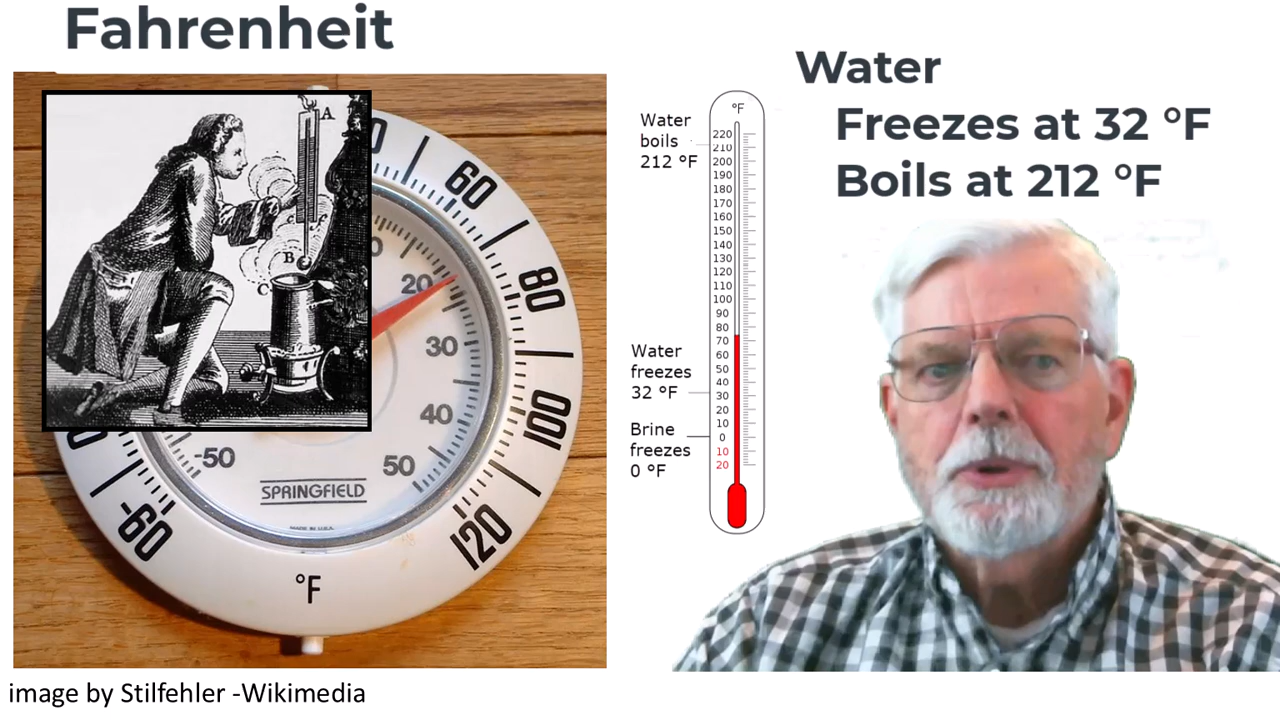 Fahrenheit
A
B
C
60
80
100
120
-60
20
30
40
50
-50
SPRINGFIELD
MADE IN U.S.A.
°F
image by Stilfehler -Wikimedia
Water
Freezes at 32 °F
Boils at 212 °F
Water
boils
212 °F
Water
freezes
32 °F
Brine
freezes
0 °F
°F
220
210
200
190
180
170
160
150
140
130
120
110
100
90
80
70
60
50
40
30
20
10
0
10
20